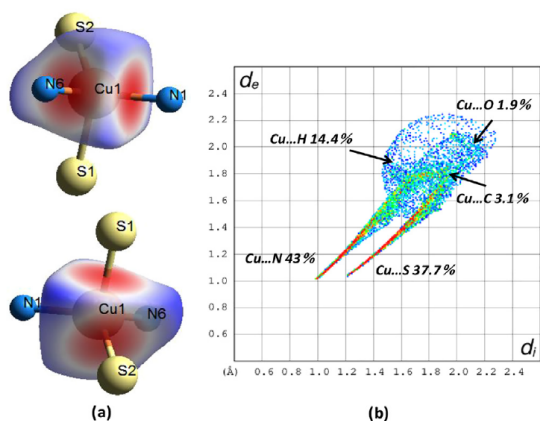 S2
N6
Cu1
N1
S1
S1
N1
Cu1
N6
S2
(a)
de
2.4
2.2
2.0
1.8
1.6
1.4
1.2
1.0
0.8
0.6
Cu...O 1.9%
Cu...H 14.4%
Cu...C 3.1%
Cu...N 43%
Cu...S 37.7%
di
(Å) 0.6 0.8 1.0 1.2 1.4 1.6 1.8 2.0 2.2 2.4
(b)